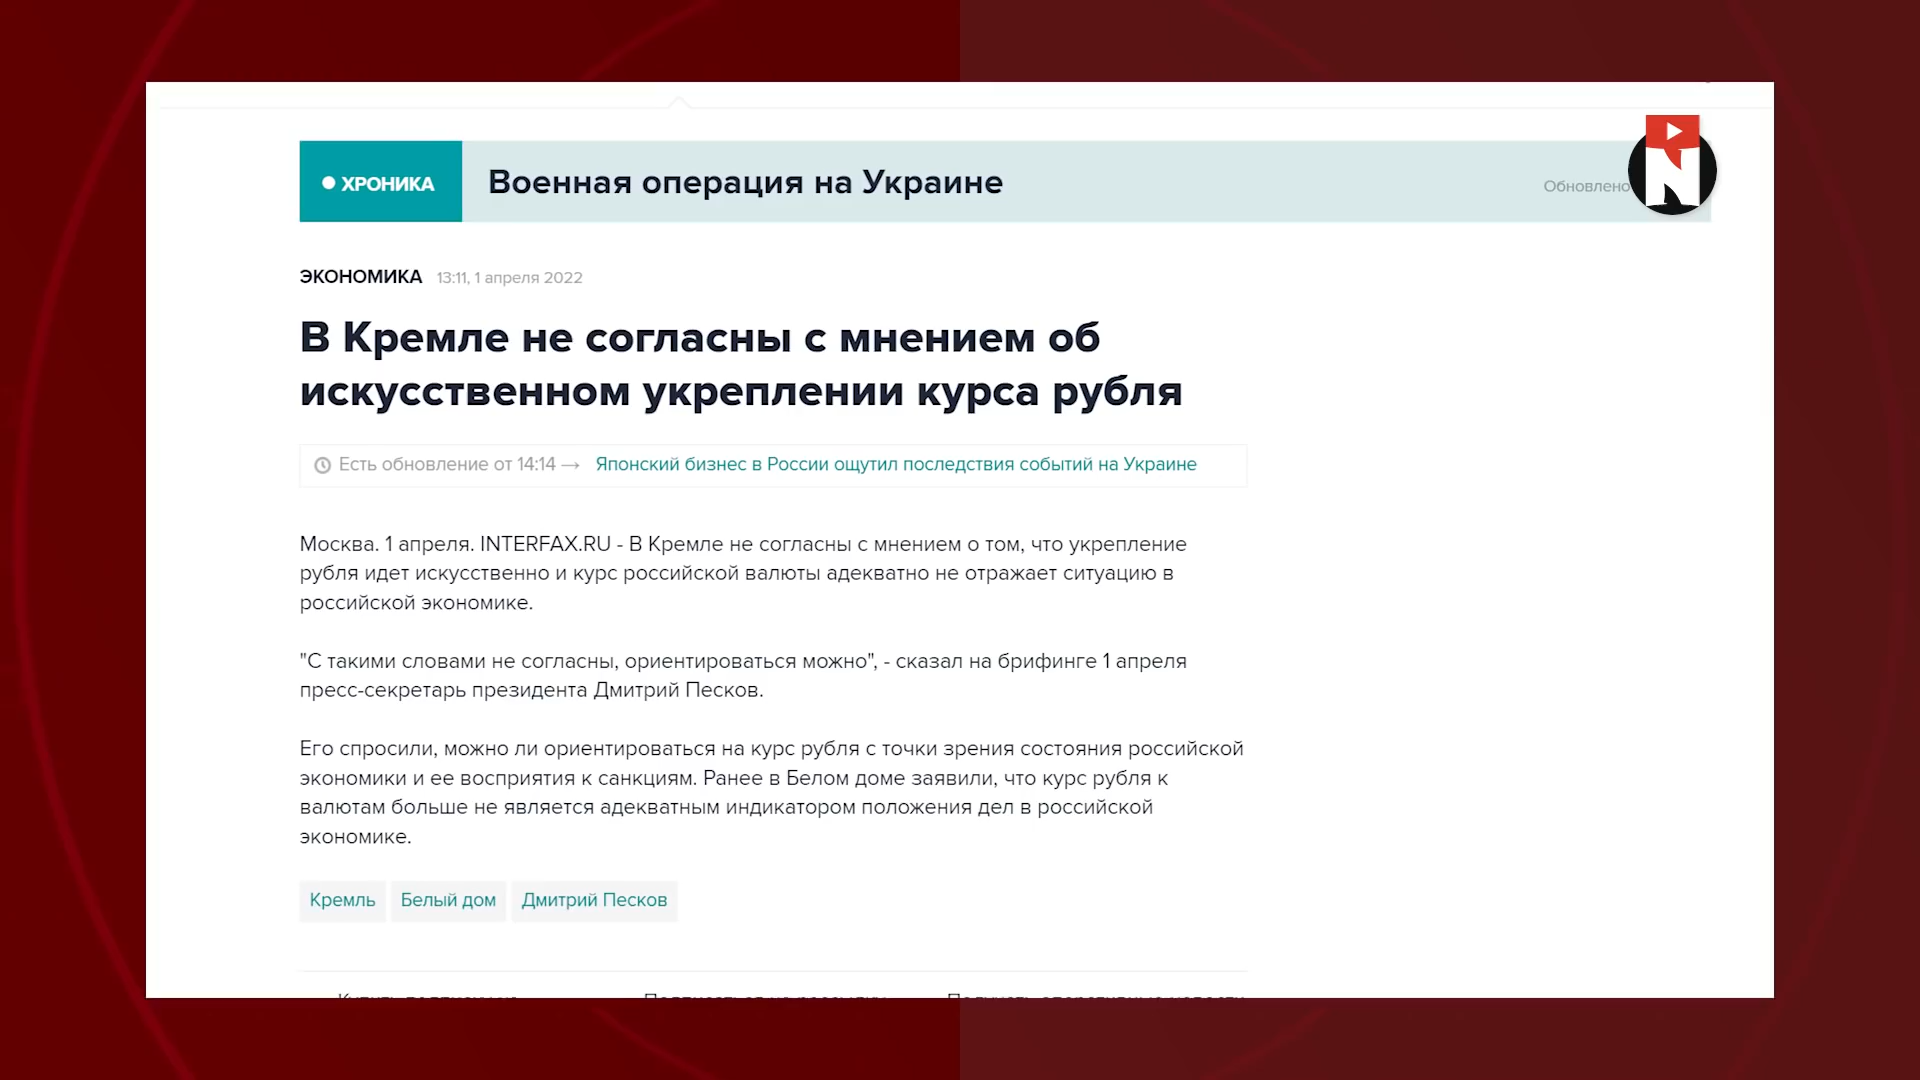 ХРОНИКА
Военная операция на Украине
Обновлено
ЭКОНОМИКА 13:11, 1 апреля 2022
В Кремле не согласны с мнением об
искусственном укреплении курса рубля
Есть обновление от 14:14 → Японский бизнес в России ощутил последствия событий на Украине
Москва. 1 апреля. INTERFAX.RU - В Кремле не согласны с мнением о том, что укрепление
рубля идет искусственно и курс российской валюты адекватно не отражает ситуацию в
российской экономике.
"С такими словами не согласны, ориентироваться можно", - сказал на брифинге 1 апреля
пресс-секретарь президента Дмитрий Песков.
Его спросили, можно ли ориентироваться на курс рубля с точки зрения состояния российской
экономики и ее восприятия к санкциям. Ранее в Белом доме заявили, что курс рубля к
валютам больше не является адекватным индикатором положения дел в российской
экономике.
Кремль Белый дом Дмитрий Песков